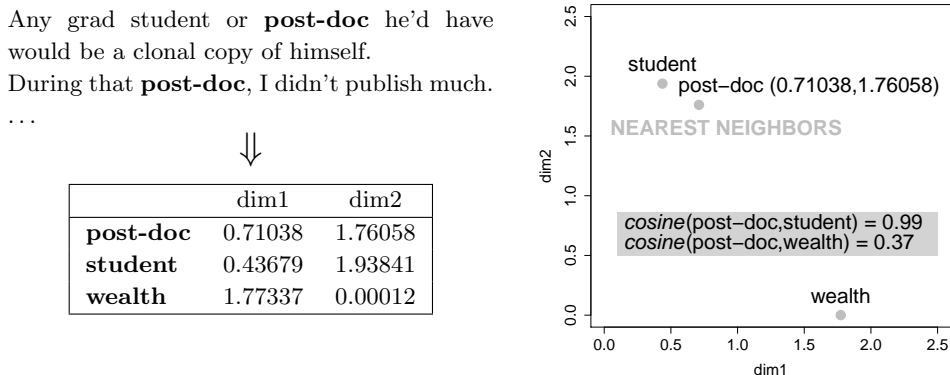 Any grad student or post-doc he'd have
would be a clonal copy of himself.
During that post-doc, I didn't publish much.
. . .
⇓
dim1 dim2
post-doc 0.71038 1.76058
student 0.43679 1.93841
wealth 1.77337 0.00012
2.5
2.0
1.5
1.0
0.5
0.0
dim2
student
post−doc (0.71038,1.76058)
NEAREST NEIGHBORS
cosine(post−doc,student) = 0.99
cosine(post−doc,wealth) = 0.37
wealth
0.0 0.5 1.0 1.5 2.0 2.5
dim1